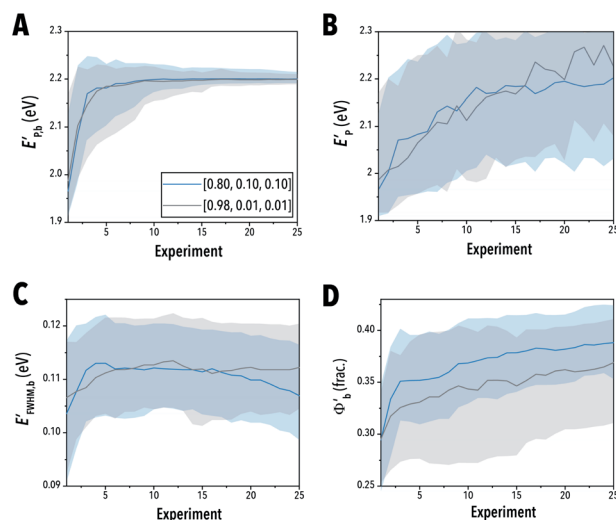 A
E′P,b (eV)
2.3
2.2
2.1
2.0
1.9
5
10
15
20
25
Experiment
[0.80, 0.10, 0.10]
[0.98, 0.01, 0.01]
B
E′P (eV)
2.3
2.2
2.1
2
1.9
5
10
15
20
25
Experiment
C
E′FWHM,b (eV)
0.12
0.11
0.10
0.09
5
10
15
20
25
Experiment
D
Φ′b (frac.)
0.40
0.35
0.30
0.25
5
10
15
20
25
Experiment